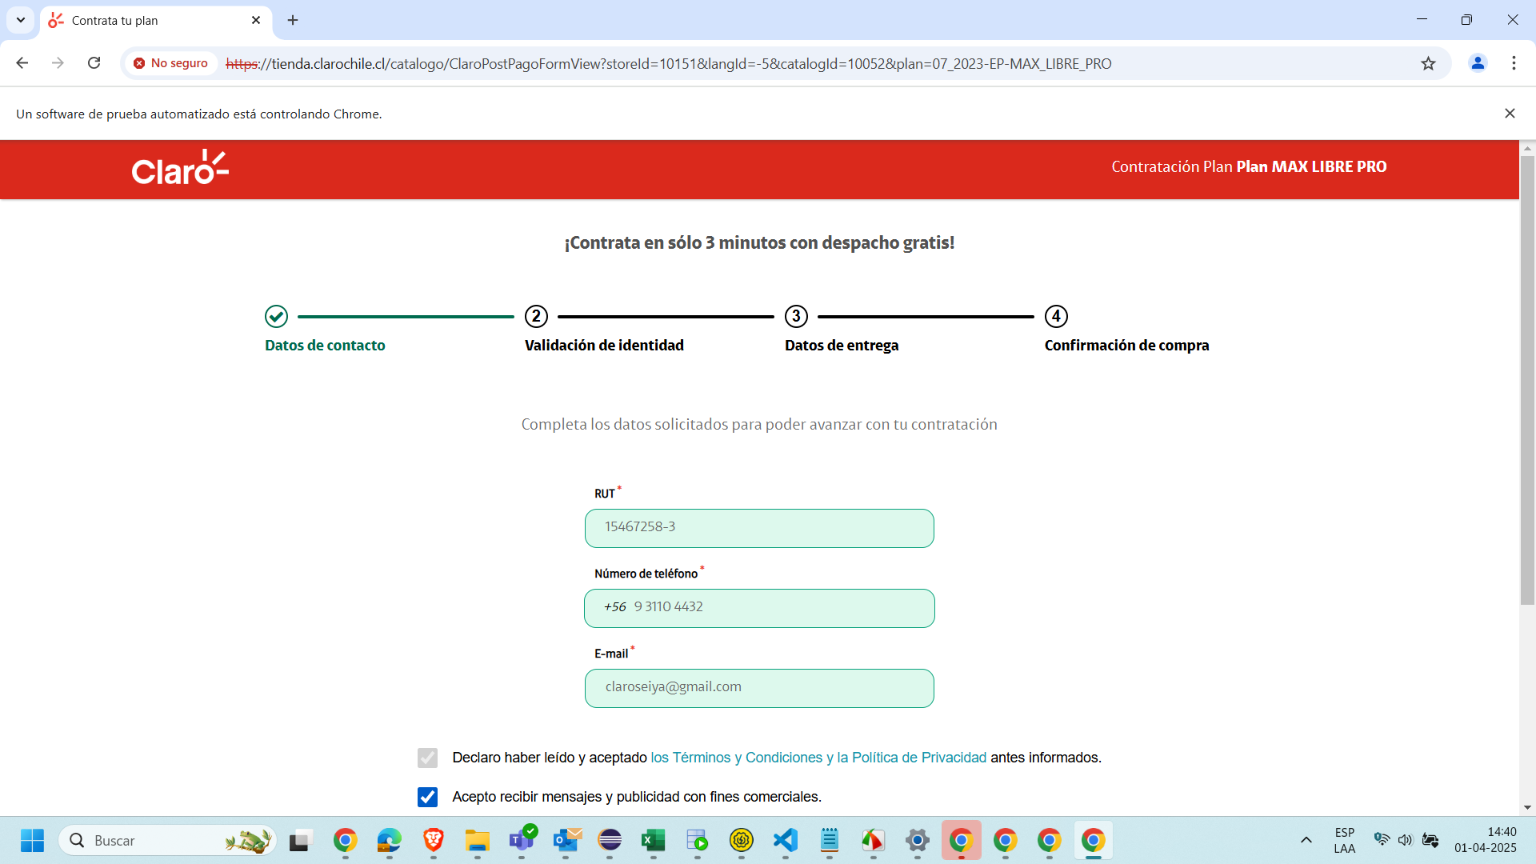 Contrata tu plan
No seguro
https://tienda.clarochile.cl/catalogo/ClaroPostPagoFormView?storeId=10151&langId=-5&catalogId=10052&plan=07_2023-EP-MAX_LIBRE_PRO
Un software de prueba automatizado está controlando Chrome.
Claro
Contratación Plan Plan MAX LIBRE PRO
¡Contrata en sólo 3 minutos con despacho gratis!
2
3
4
Datos de contacto
Validación de identidad
Datos de entrega
Confirmación de compra
Completa los datos solicitados para poder avanzar con tu contratación
RUT*
15467258-3
Número de teléfono*
+56 9 3110 4432
E-mail*
claroseiya@gmail.com
Declaro haber leído y aceptado los Términos y Condiciones y la Política de Privacidad antes informados.
Acepto recibir mensajes y publicidad con fines comerciales.
Buscar
ESP
LAA
14:40
01-04-2025